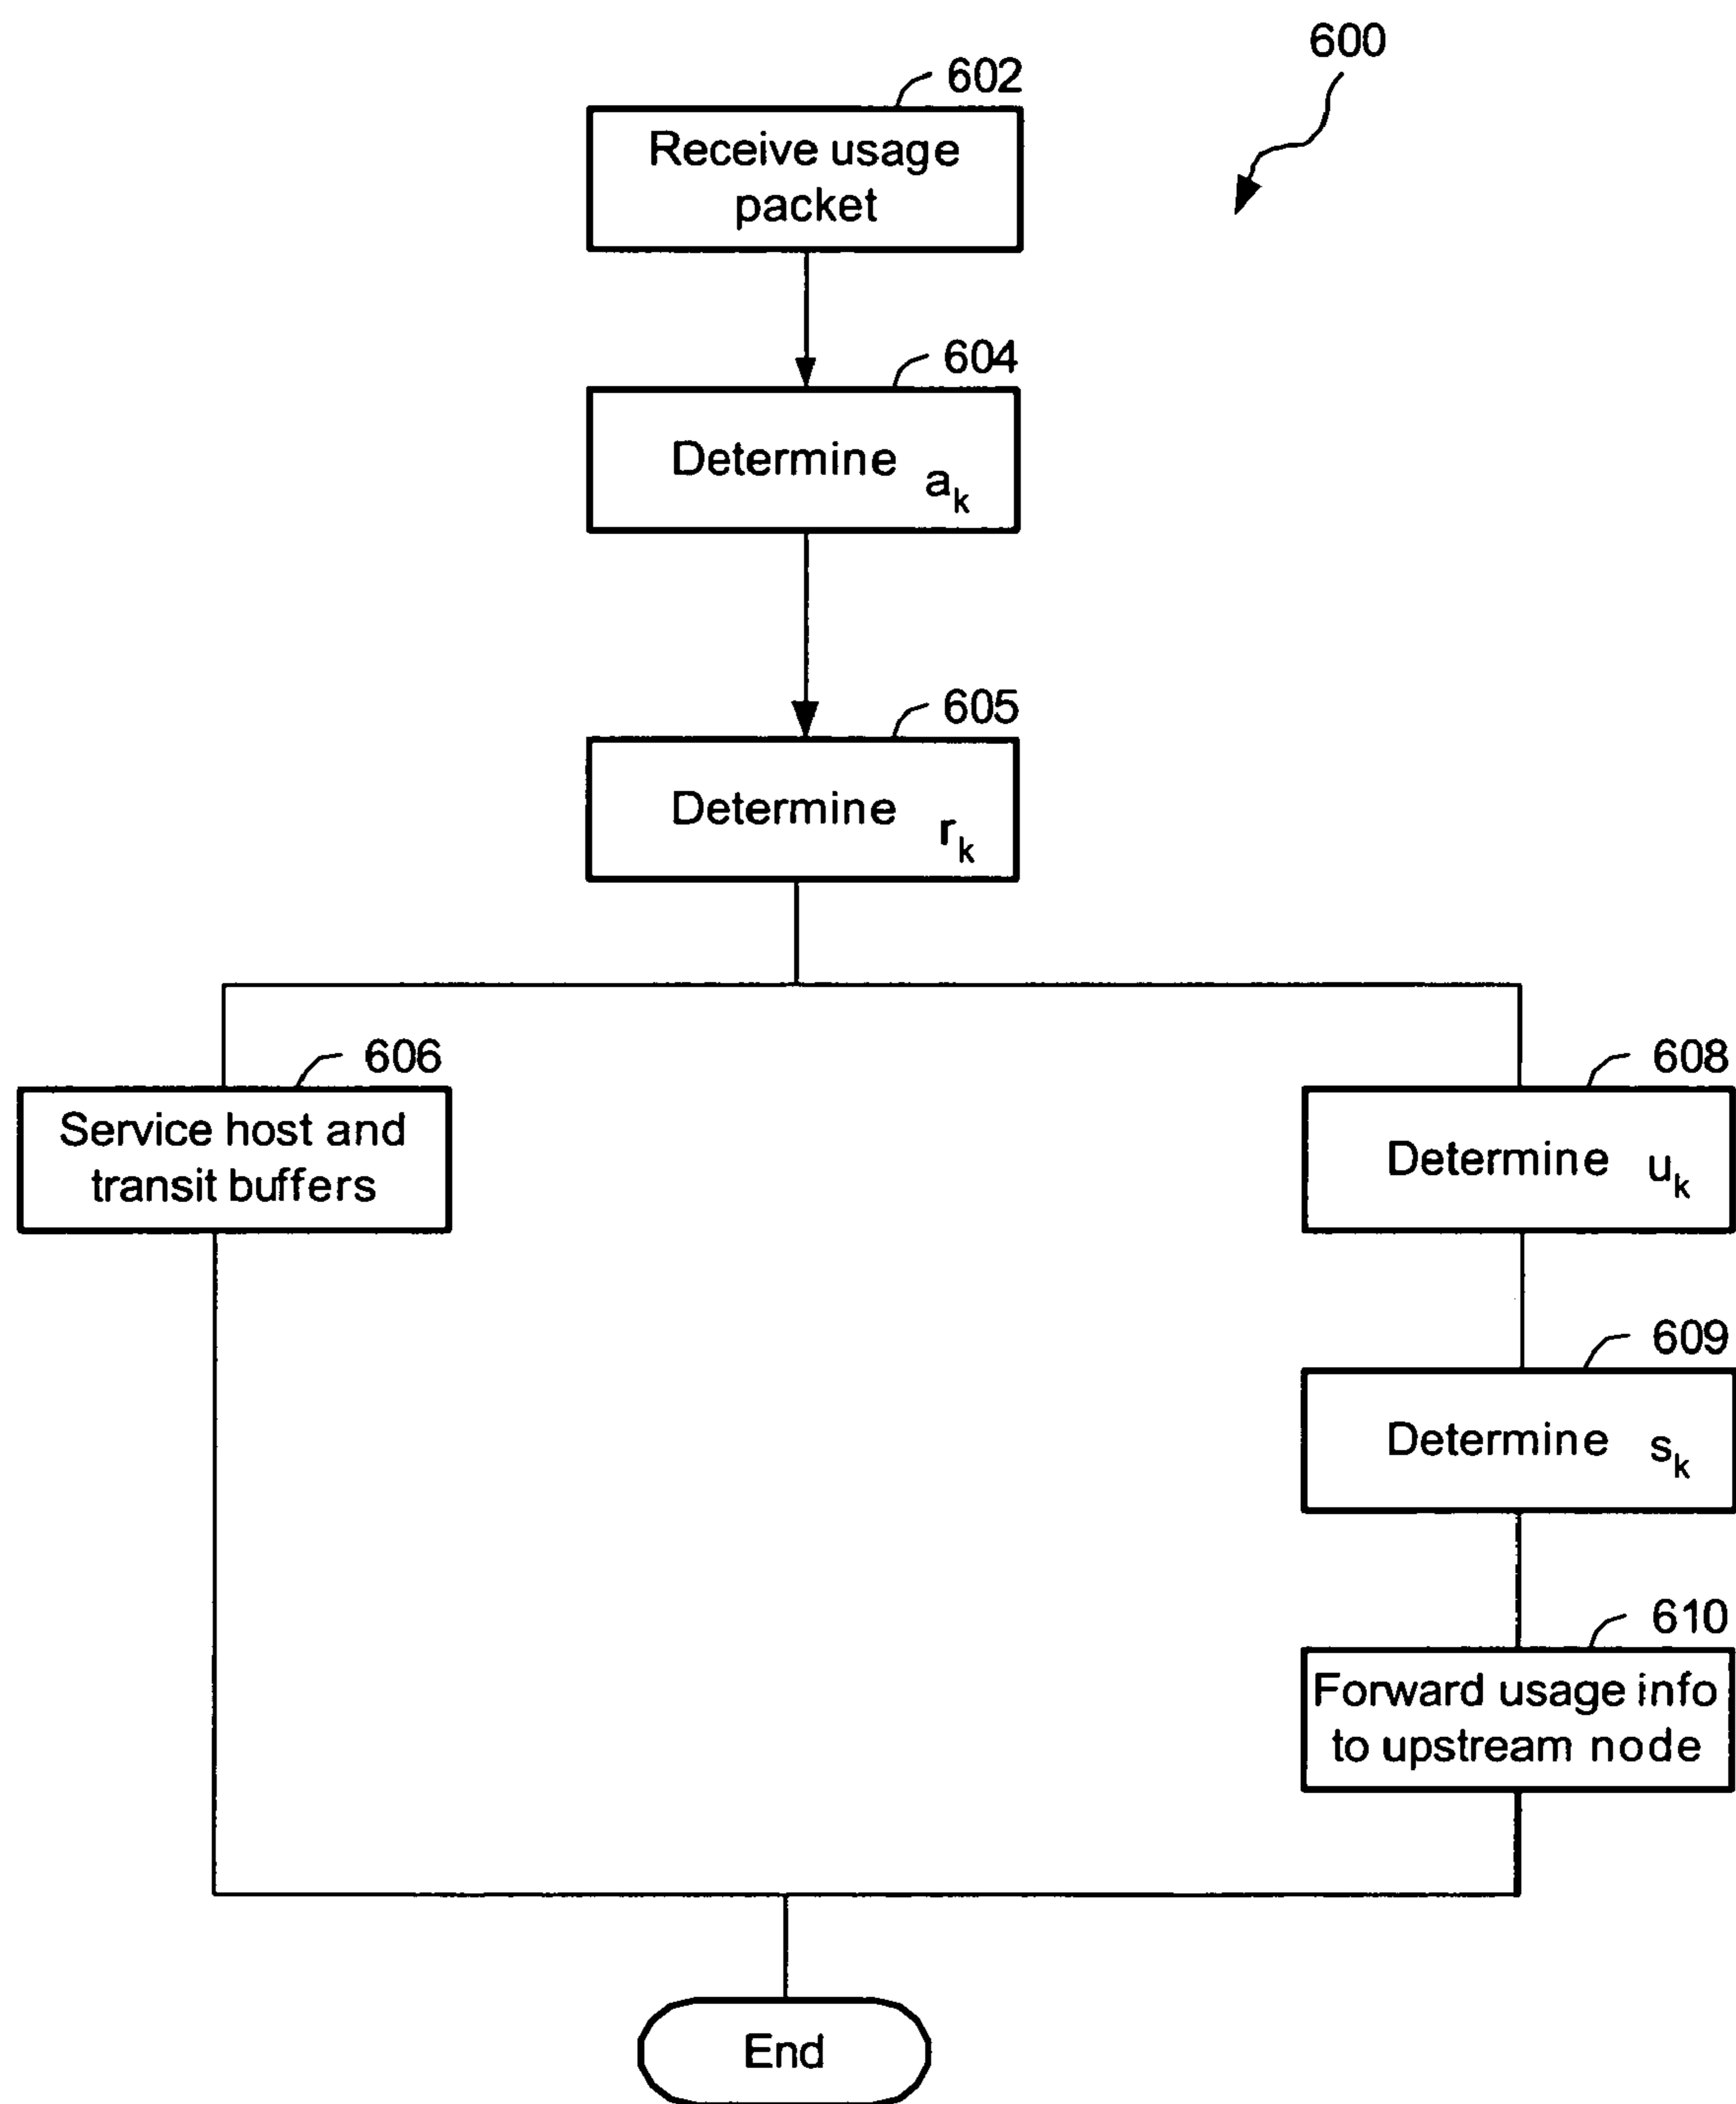 600
602
Receive usage
packet
604
Determine a_k
605
Determine r_k
606
Service host and
transit buffers
608
Determine u_k
609
Determine s_k
610
Forward usage info
to upstream node
End